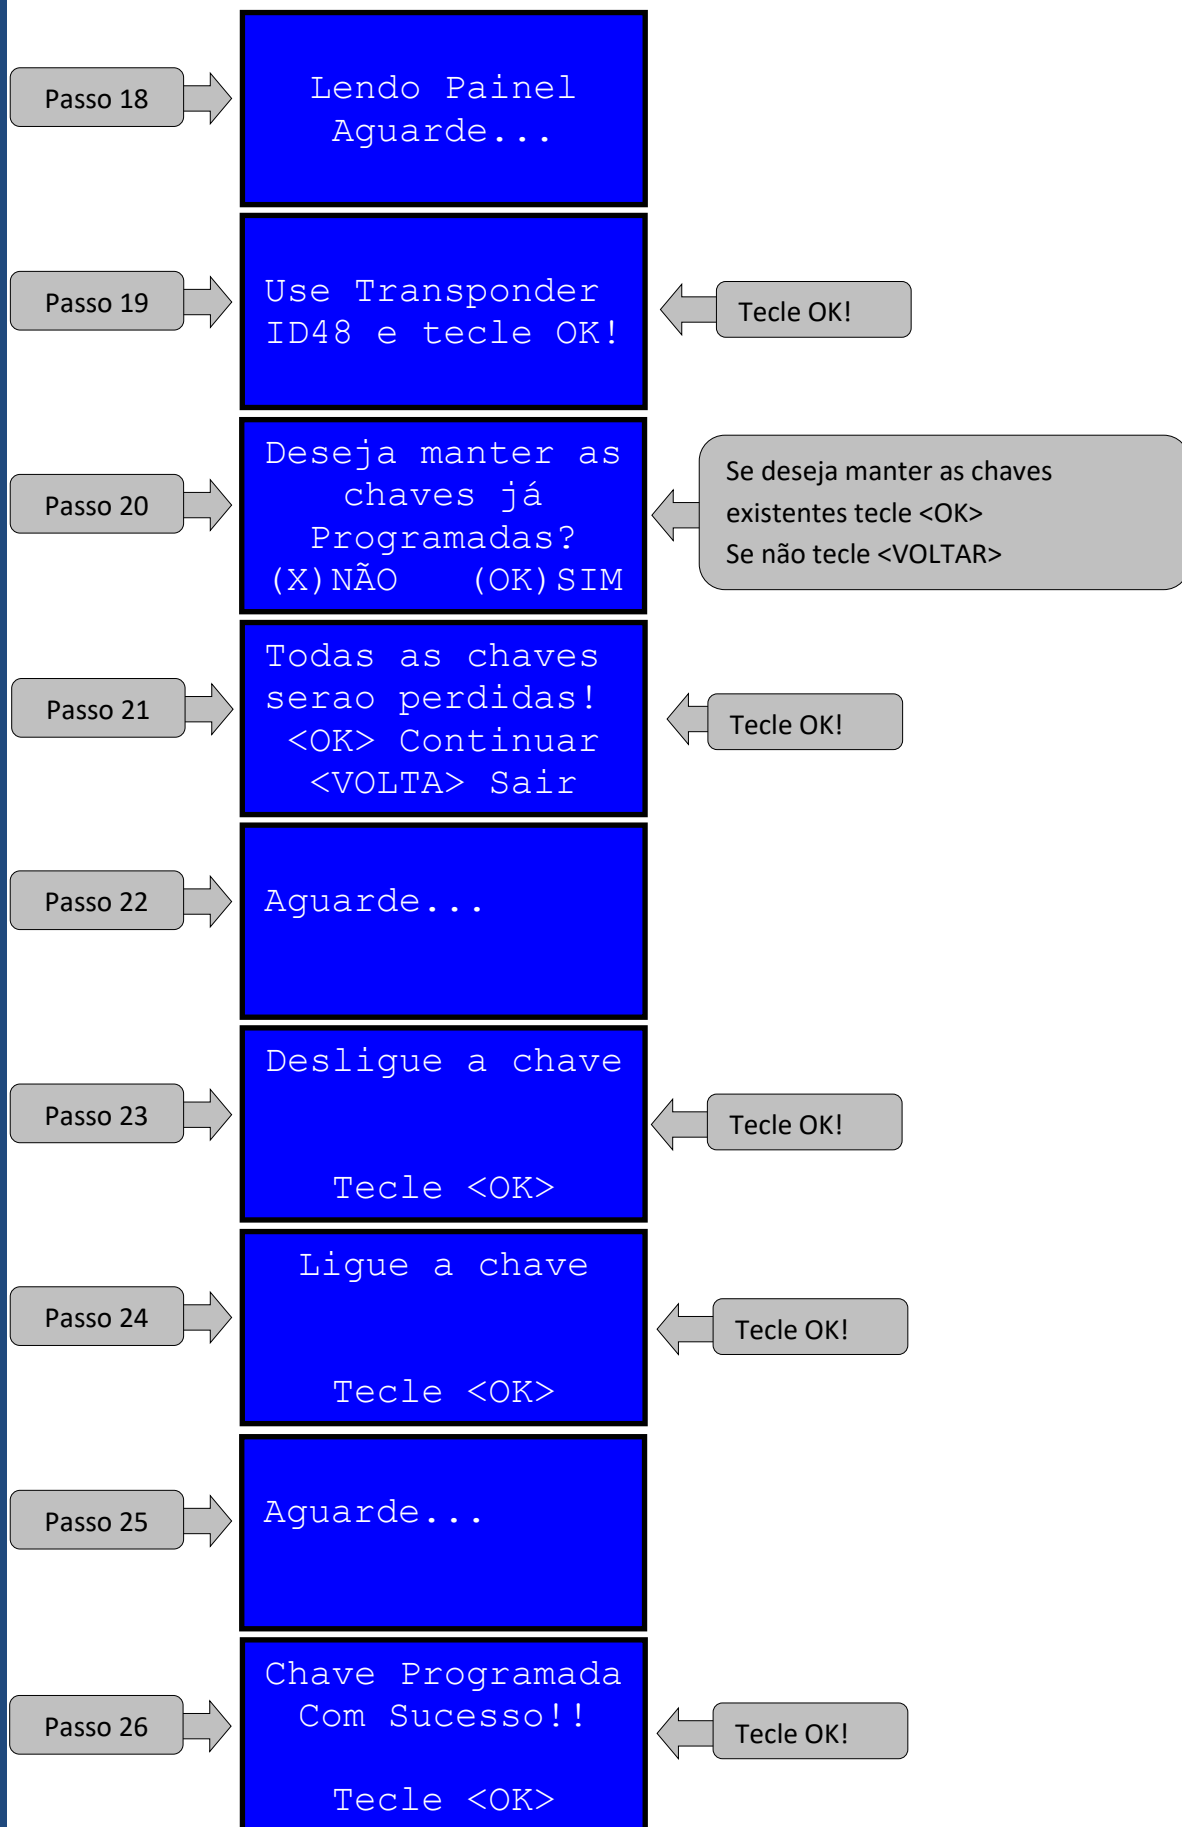 Passo 18
Lendo Painel
Aguarde...
Passo 19
Use Transponder
ID48 e tecle OK!
Tecle OK!
Passo 20
Deseja manter as
chaves já
Programadas?
(X)NÃO (OK)SIM
Se deseja manter as chaves
existentes tecle <OK>
Se não tecle <VOLTAR>
Passo 21
Todas as chaves
serao perdidas!
<OK> Continuar
<VOLTA> Sair
Tecle OK!
Passo 22
Aguarde...
Passo 23
Desligue a chave
Tecle <OK>
Tecle OK!
Passo 24
Ligue a chave
Tecle <OK>
Tecle OK!
Passo 25
Aguarde...
Passo 26
Chave Programada
Com Sucesso!!
Tecle <OK>
Tecle OK!